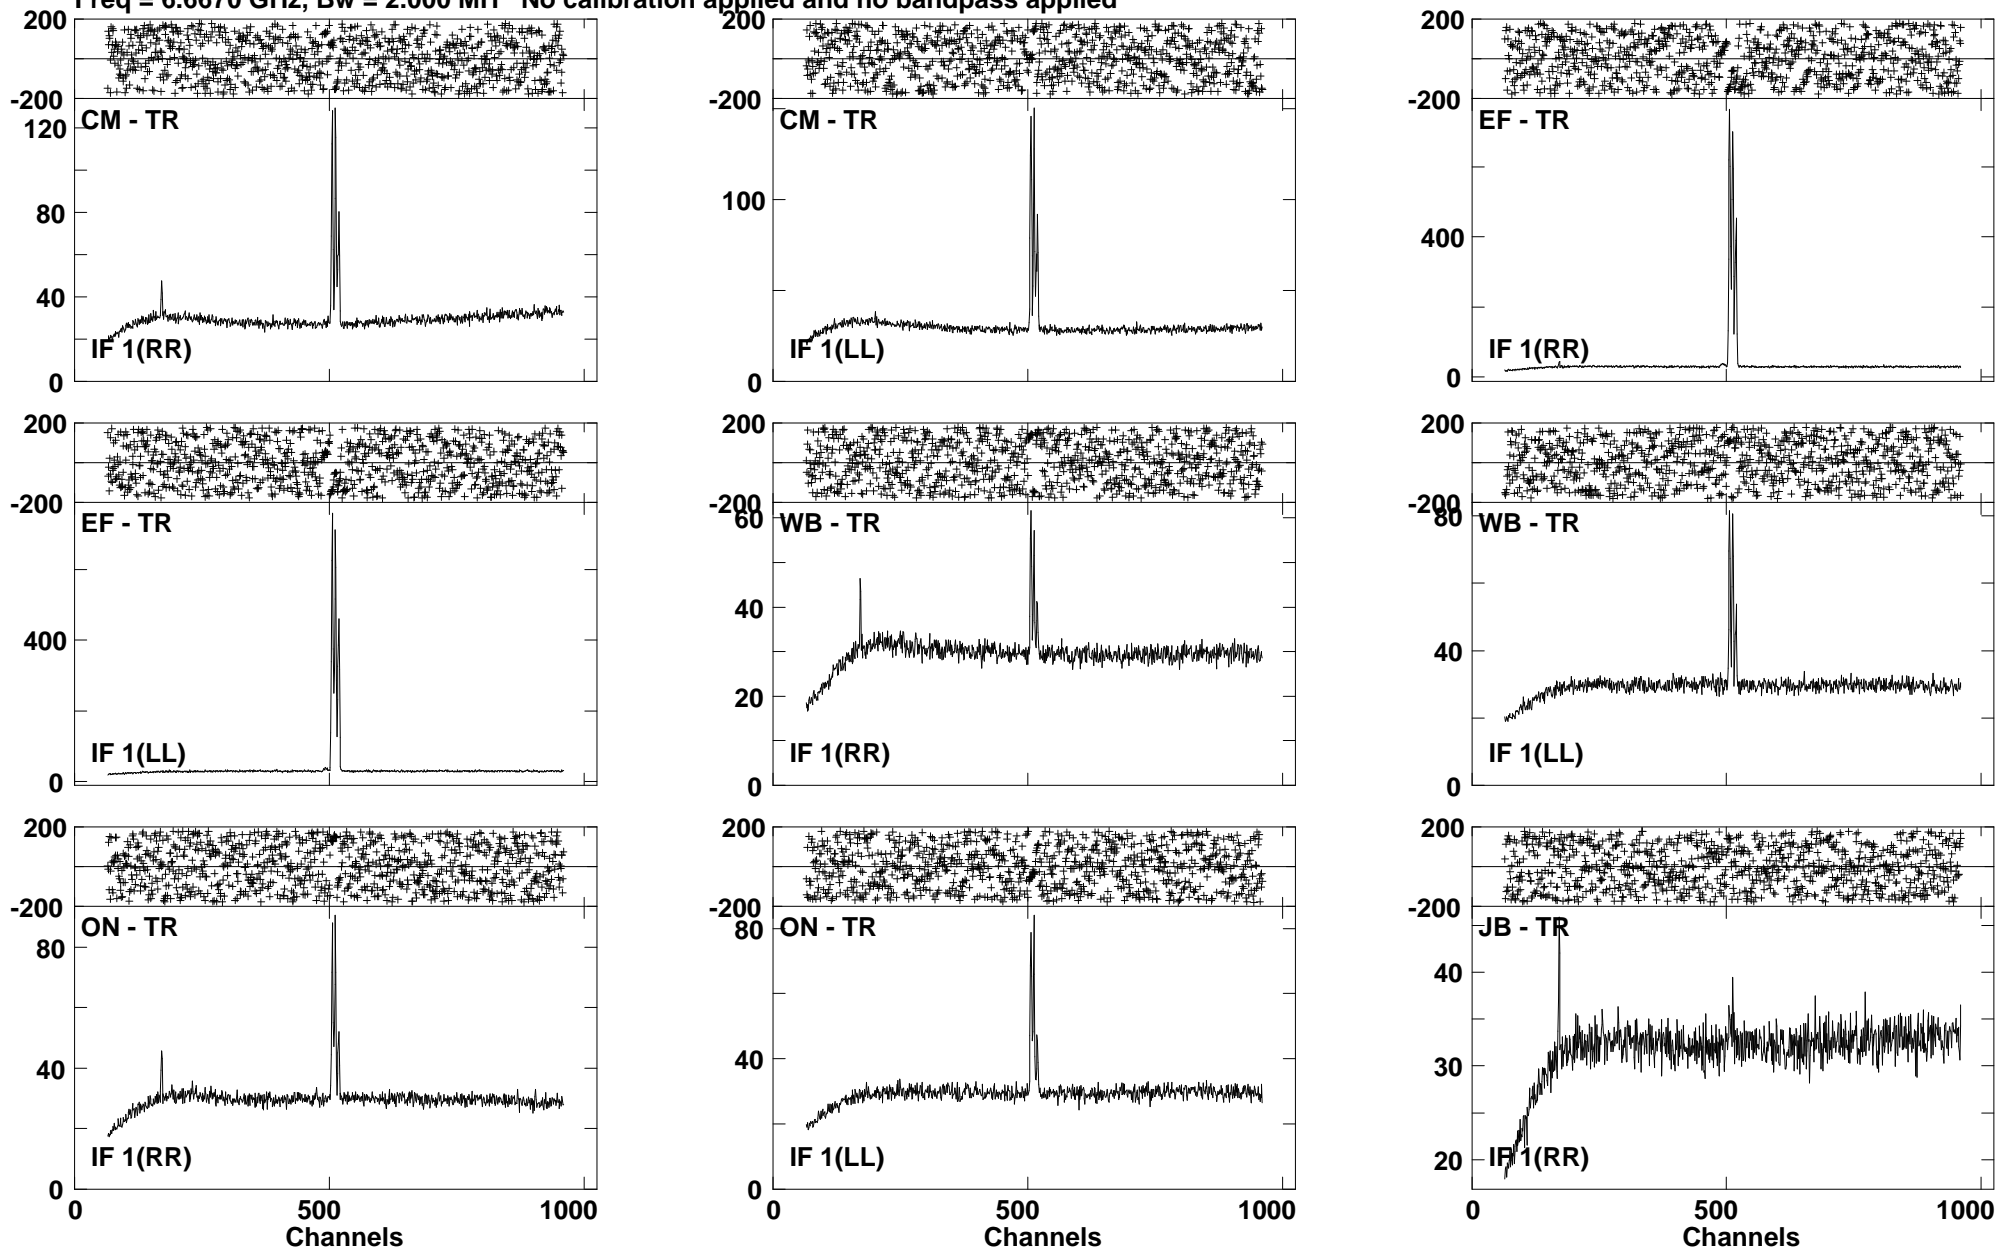 Freq = 6.6670 GHz, Bw = 2.000 MH No calibration applied and no bandpass applied
200
-200
CM - TR
120
80
40
0
IF 1(RR)
200
-200
CM - TR
100
0
IF 1(LL)
200
-200
EF - TR
400
0
IF 1(RR)
200
-200
EF - TR
400
0
IF 1(LL)
200
-200
WB - TR
60
40
20
0
IF 1(RR)
200
-200
WB - TR
80
40
0
IF 1(LL)
200
-200
ON - TR
80
40
0
IF 1(RR)
0 500 1000
Channels
200
-200
ON - TR
80
40
0
IF 1(LL)
0 500 1000
Channels
200
-200
JB - TR
40
30
20
IF 1(RR)
0 500 1000
Channels